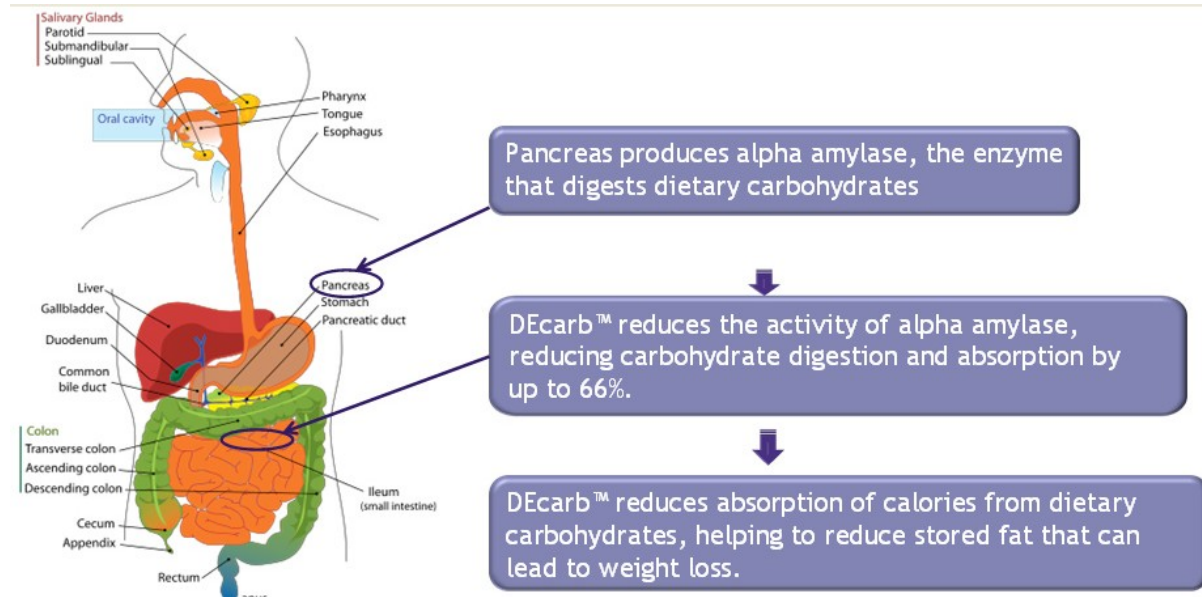 Salivary Glands
Parotid
Submandibular
Sublingual
Oral cavity
Pharynx
Tongue
Esophagus
Pancreas produces alpha amylase, the enzyme
that digests dietary carbohydrates
Liver
Gallbladder
Duodenum
Common
bile duct
Pancreas
Stomach
Pancreatic duct
DEcarb™ reduces the activity of alpha amylase,
reducing carbohydrate digestion and absorption by
up to 66%.
Colon
Transverse colon
Ascending colon
Descending colon
Cecum
Appendix
Rectum
Ileum
(small intestine)
DEcarb™ reduces absorption of calories from dietary
carbohydrates, helping to reduce stored fat that can
lead to weight loss.